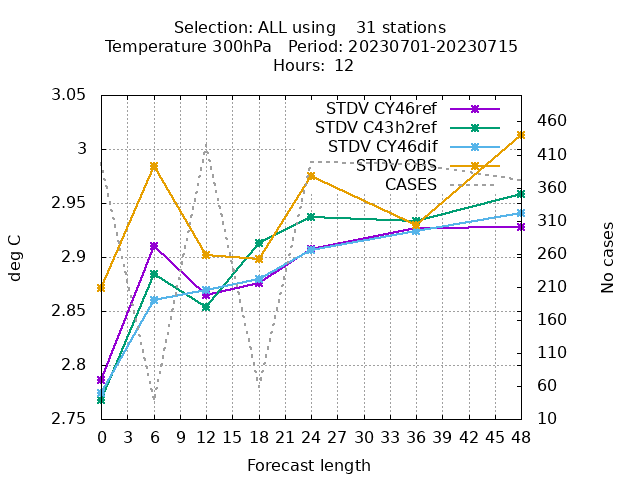 Selection: ALL using    31 stations
Temperature 300hPa   Period: 20230701-20230715
Hours: 12
STDV CY46ref
STDV C43h2ref
STDV CY46dif
STDV OBS
CASES
3.05
3
2.95
2.9
2.85
2.8
2.75
deg C
460
410
360
310
260
210
160
110
60
10
No cases
0 3 6 9 12 15 18 21 24 27 30 33 36 39 42 45 48
Forecast length